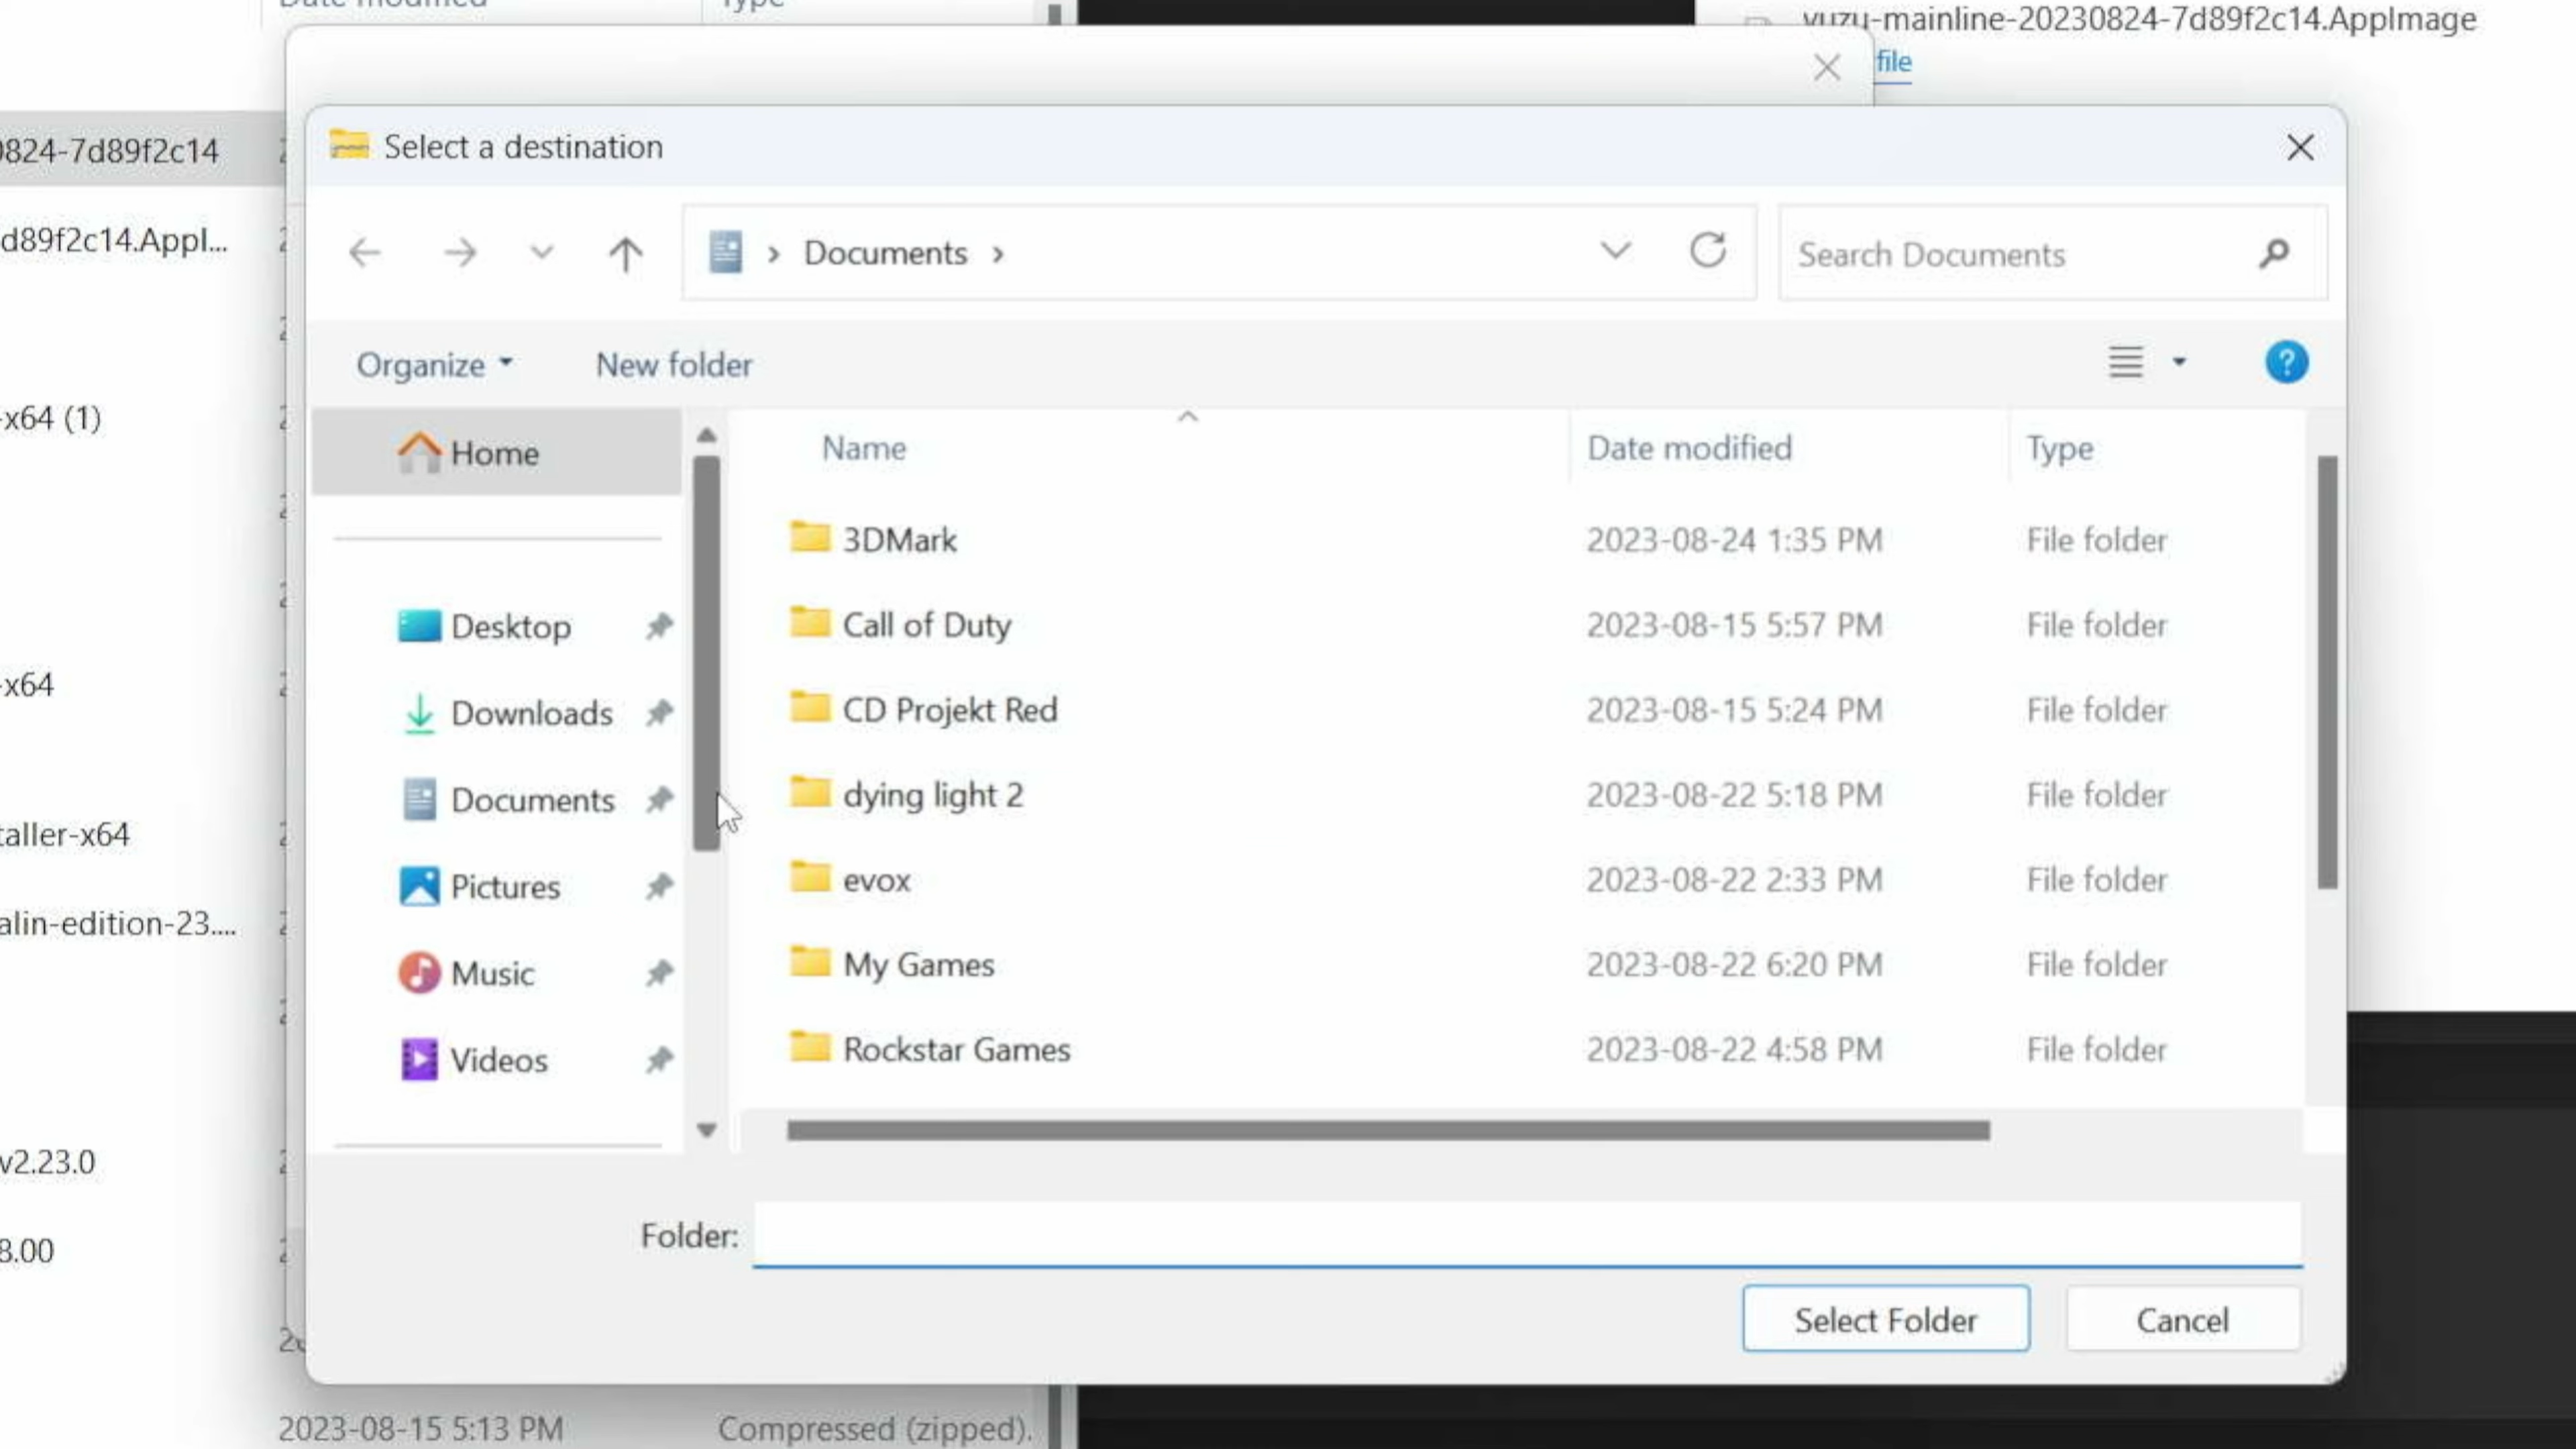 Date modified
Type
yuzu-mainline-20230824-7d89f2c14.AppImage
file
0824-7d89f2c14
d89f2c14.AppI...
-x64 (1)
-x64
taller-x64
alin-edition-23....
v2.23.0
8.00
Select a destination
Documents
Search Documents
Organize
New folder
Home
Desktop
Downloads
Documents
Pictures
Music
Videos
Name Date modified Type
3DMark 2023-08-24 1:35 PM File folder
Call of Duty 2023-08-15 5:57 PM File folder
CD Projekt Red 2023-08-15 5:24 PM File folder
dying light 2 2023-08-22 5:18 PM File folder
evox 2023-08-22 2:33 PM File folder
My Games 2023-08-22 6:20 PM File folder
Rockstar Games 2023-08-22 4:58 PM File folder
Folder:
Select Folder
Cancel
2023-08-15 5:13 PM Compressed (zipped).